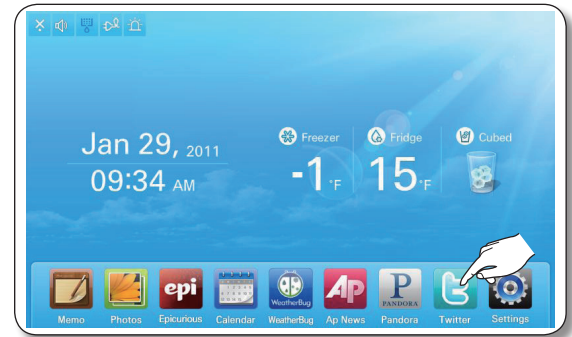 Jan 29, 2011
09:34 AM
Freezer
-1°F
Fridge
15°F
Cubed
epi
WeatherBug
AP
P
PANDORA
t
Memo
Photos
Epicurious
Calendar
WeatherBug
Ap News
Pandora
Twitter
Settings